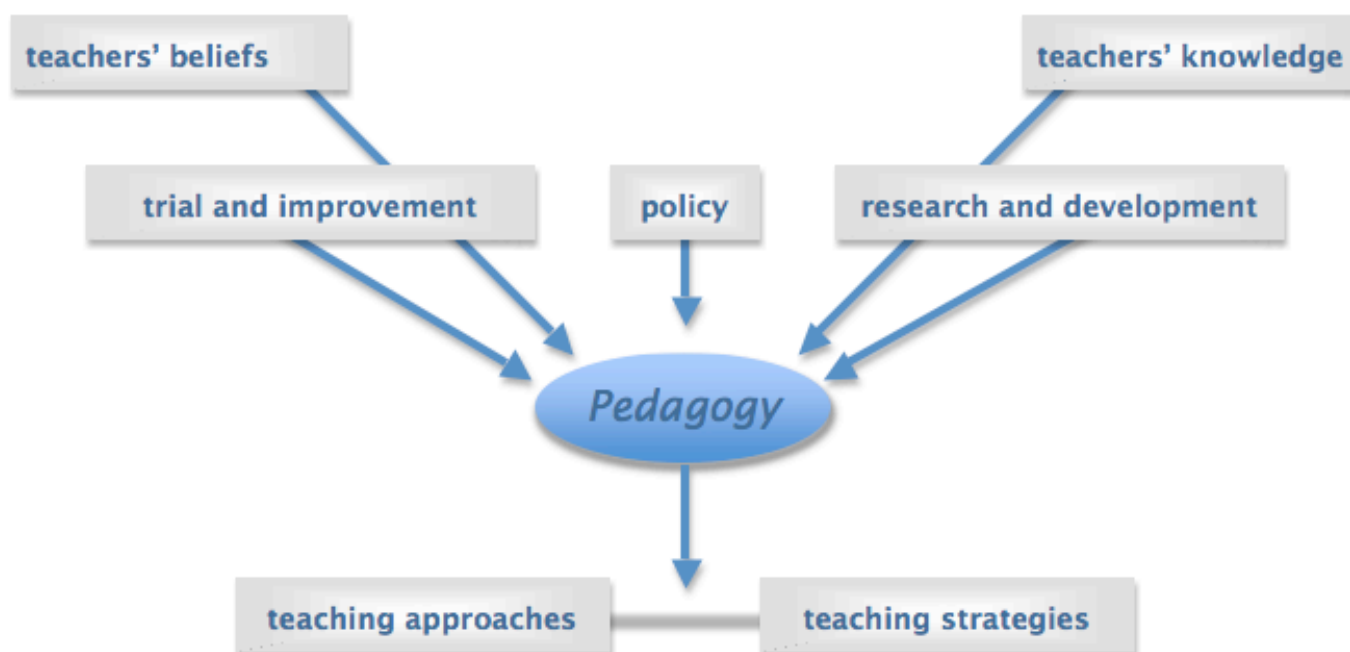 teachers’ beliefs
teachers’ knowledge
trial and improvement
policy
research and development
Pedagogy
teaching approaches
teaching strategies